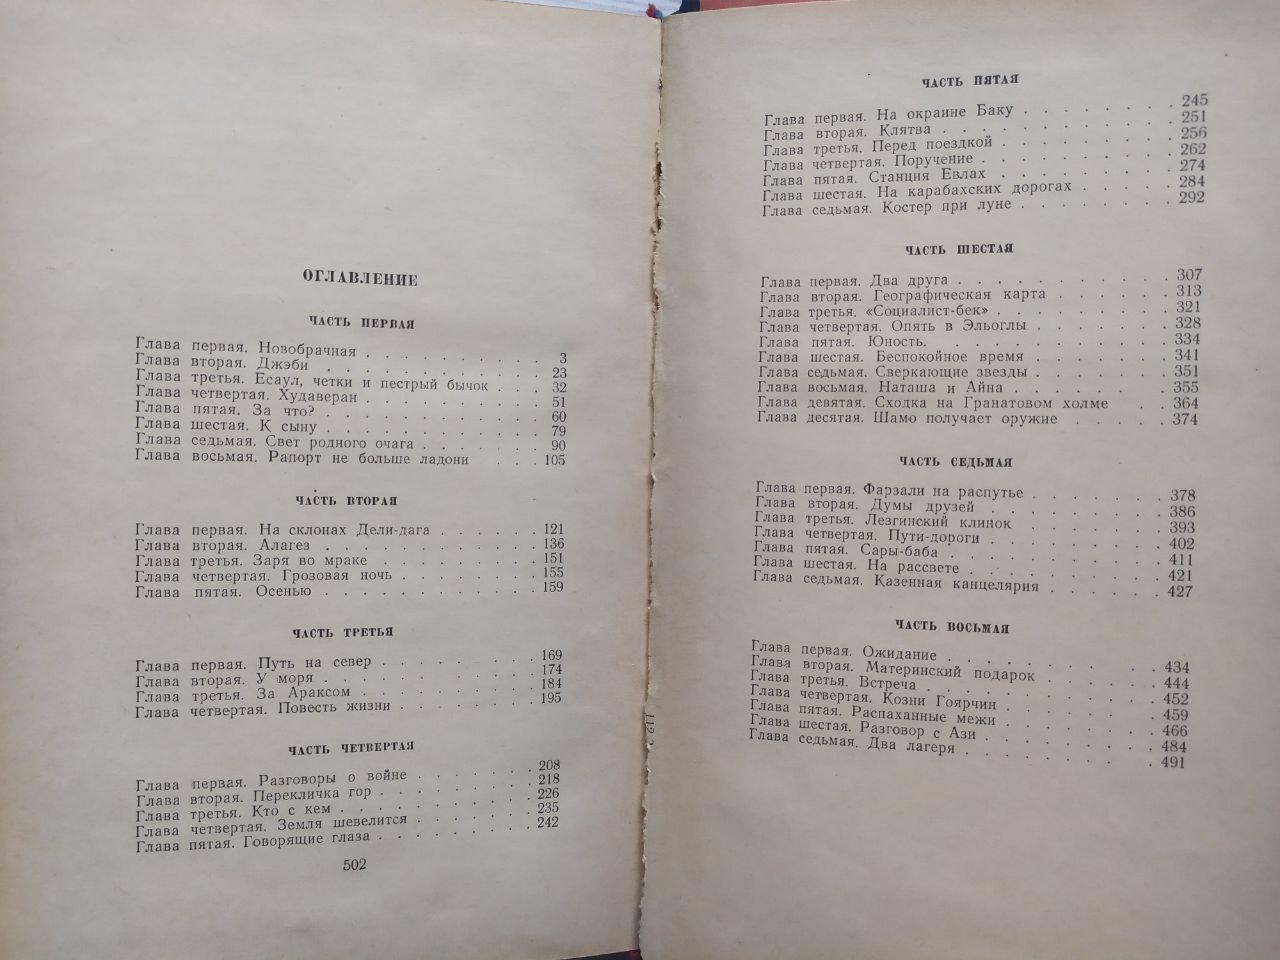 ОГЛАВЛЕНИЕ
ЧАСТЬ ПЕРВАЯ
Глава первая. Новобрачная . . . . . . . . . . 3
Глава вторая. Джэби . . . . . . . . . . . 23
Глава третья. Есаул, четки и пестрый бычок . . . 32
Глава четвертая. Худаверан . . . . . . . . . 51
Глава пятая. За что? . . . . . . . . . . . 60
Глава шестая. К сыну . . . . . . . . . . . 79
Глава седьмая. Свет родного очага . . . . . . . 90
Глава восьмая. Рапорт не больше ладони . . . 105
ЧАСТЬ ВТОРАЯ
Глава первая. На склонах Дели-дага . . . . . . 121
Глава вторая. Алагез . . . . . . . . . . . 136
Глава третья. Заря во мраке . . . . . . . . . 151
Глава четвертая. Грозовая ночь . . . . . . . . 155
Глава пятая. Осенью . . . . . . . . . . . 159
ЧАСТЬ ТРЕТЬЯ
Глава первая. Путь на север . . . . . . . . 169
Глава вторая. У моря . . . . . . . . . . . 174
Глава третья. За Араксом . . . . . . . . . . 184
Глава четвертая. Повесть жизни . . . . . . . . 195
ЧАСТЬ ЧЕТВЕРТАЯ
Глава первая. Разговоры о войне . . . . . . . 208
Глава вторая. Перекличка гор . . . . . . . . . 218
Глава третья. Кто с кем . . . . . . . . . . 226
Глава четвертая. Земля шевелится . . . . . . . 235
Глава пятая. Говорящие глаза . . . . . . . . 242
502
ЧАСТЬ ПЯТАЯ
Глава первая. На окраине Баку . . . . . . . . 245
Глава вторая. Клятва . . . . . . . . . . . 251
Глава третья. Перед поездкой . . . . . . . . . 256
Глава четвертая. Поручение . . . . . . . . . 262
Глава пятая. Станция Евлах . . . . . . . . . 274
Глава шестая. На карабахских дорогах . . . . . 284
Глава седьмая. Костер при луне . . . . . . . . 292
ЧАСТЬ ШЕСТАЯ
Глава первая. Два друга . . . . . . . . . . 307
Глава вторая. Географическая карта . . . . . . 313
Глава третья. «Социалист-бек» . . . . . . . . 321
Глава четвертая. Опять в Эльоглы . . . . . . . 328
Глава пятая. Юность. . . . . . . . . . . . 334
Глава шестая. Беспокойное время . . . . . . . 341
Глава седьмая. Сверкающие звезды . . . . . . . 351
Глава восьмая. Наташа и Айна . . . . . . . . 355
Глава девятая. Сходка на Гранатовом холме . . 364
Глава десятая. Шамо получает оружие . . . . . 374
ЧАСТЬ СЕДЬМАЯ
Глава первая. Фарзали на распутье . . . . . . . 378
Глава вторая. Думы друзей . . . . . . . . . 386
Глава третья. Лезгинский клинок . . . . . . . 393
Глава четвертая. Пути-дороги . . . . . . . . . 402
Глава пятая. Сары-баба . . . . . . . . . . 411
Глава шестая. На рассвете . . . . . . . . . . 421
Глава седьмая. Казенная канцелярия . . . . . . 427
ЧАСТЬ ВОСЬМАЯ
Глава первая. Ожидание . . . . . . . . . . 434
Глава вторая. Материнский подарок . . . . . . 444
Глава третья. Встреча . . . . . . . . . . . 452
Глава четвертая. Козни Гоярчин . . . . . . . . 459
Глава пятая. Распаханные межи . . . . . . . . 466
Глава шестая. Разговор с Ази . . . . . . . . . 484
Глава седьмая. Два лагеря . . . . . . . . . 491